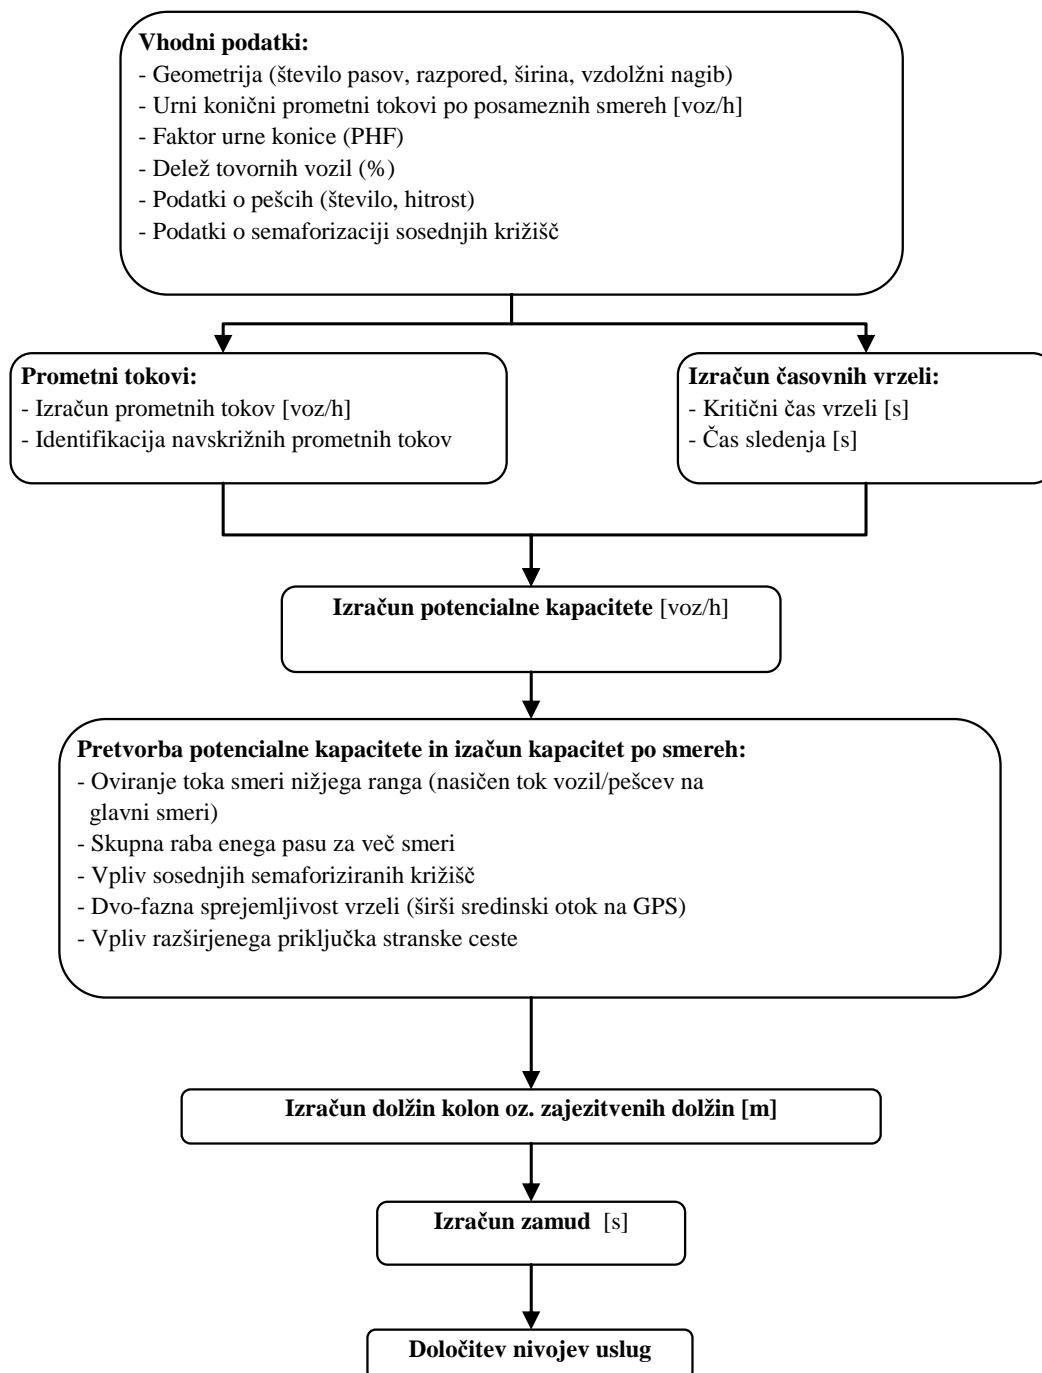 Vhodni podatki:
- Geometrija (število pasov, razpored, širina, vzdolžni nagib)
- Urni konični prometni tokovi po posameznih smereh [voz/h]
- Faktor urne konice (PHF)
- Delež tovornih vozil (%)
- Podatki o pešcih (število, hitrost)
- Podatki o semaforizaciji sosednjih križišč
Prometni tokovi:
- Izračun prometnih tokov [voz/h]
- Identifikacija navskrižnih prometnih tokov
Izračun časovnih vrzeli:
- Kritični čas vrzeli [s]
- Čas sledenja [s]
Izračun potencialne kapacitete [voz/h]
Pretvorba potencialne kapacitete in izačun kapacitet po smereh:
- Oviranje toka smeri nižjega ranga (nasičen tok vozil/pešcev na
glavni smeri)
- Skupna raba enega pasu za več smeri
- Vpliv sosednjih semaforiziranih križišč
- Dvo-fazna sprejemljivost vrzeli (širši sredinski otok na GPS)
- Vpliv razširjenega priključka stranske ceste
Izračun dolžin kolon oz. zajezitvenih dolžin [m]
Izračun zamud [s]
Določitev nivojev uslug